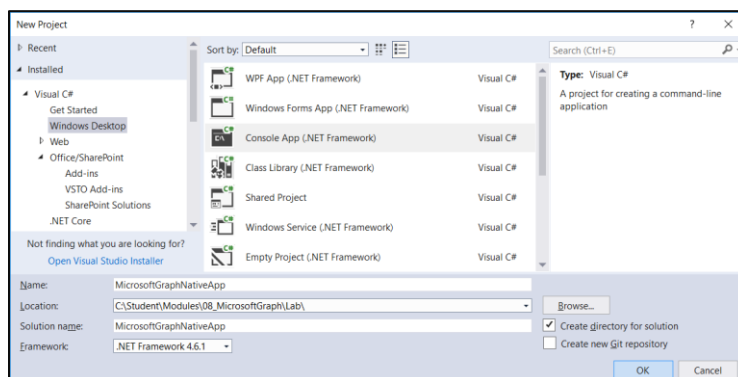 New Project
Recent
Installed
Visual C#
Get Started
Windows Desktop
Web
Office/SharePoint
Add-ins
VSTO Add-ins
SharePoint Solutions
.NET Core
Not finding what you are looking for?
Open Visual Studio Installer
Sort by: Default
WPF App (.NET Framework) Visual C#
Windows Forms App (.NET Framework) Visual C#
Console App (.NET Framework) Visual C#
Class Library (.NET Framework) Visual C#
Shared Project Visual C#
Windows Service (.NET Framework) Visual C#
Empty Project (.NET Framework) Visual C#
Search (Ctrl+E)
Type: Visual C#
A project for creating a command-line
application
Name: MicrosoftGraphNativeApp
Location: C:\Student\Modules\08_MicrosoftGraph\Lab\ Browse...
Solution name: MicrosoftGraphNativeApp Create directory for solution
Framework: .NET Framework 4.6.1 Create new Git repository
OK Cancel